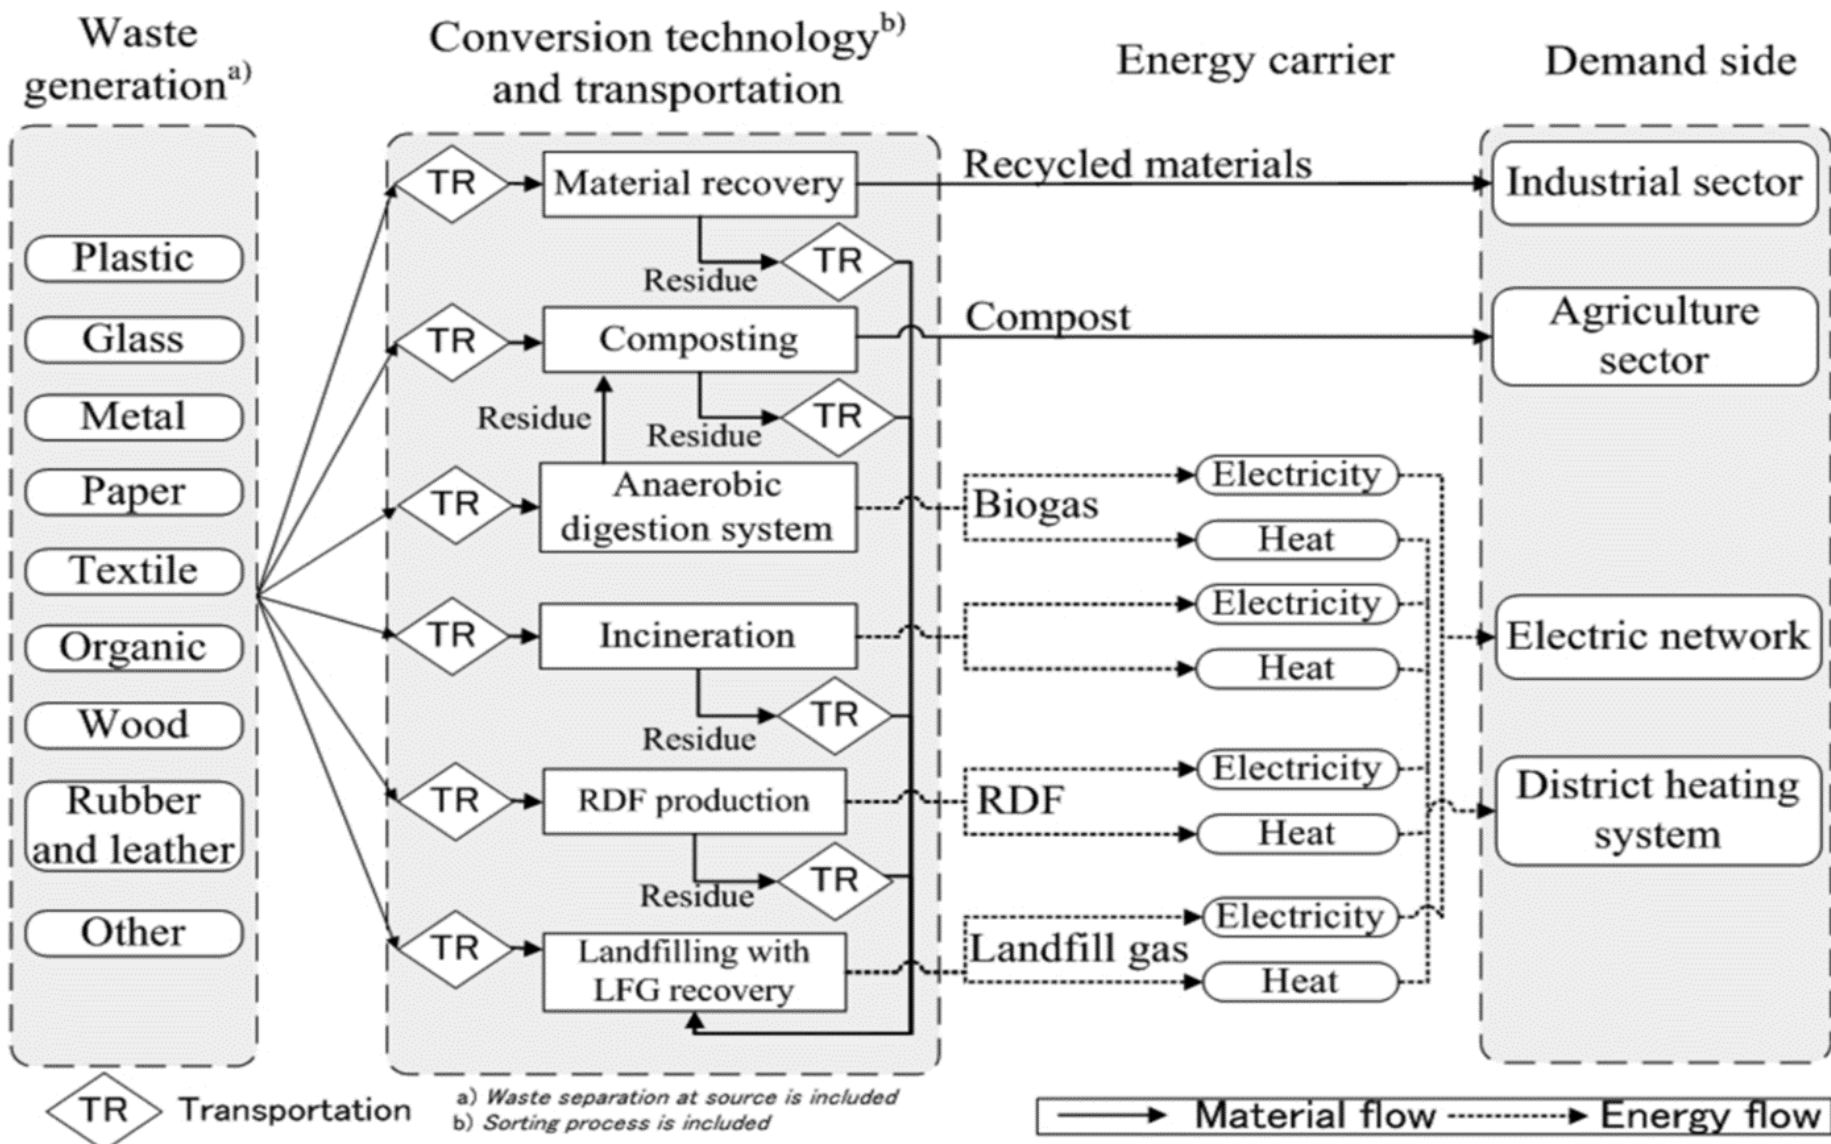 Waste
generation a)
Plastic
Glass
Metal
Paper
Textile
Organic
Wood
Rubber
and leather
Other
Conversion technology b)
and transportation
TR
Material recovery
Residue
TR
TR
Composting
Residue
Residue
TR
TR
Anaerobic
digestion system
TR
Incineration
Residue
TR
TR
RDF production
Residue
TR
TR
Landfilling with
LFG recovery
Energy carrier
Recycled materials
Compost
Biogas
Electricity
Heat
Electricity
Heat
RDF
Electricity
Heat
Landfill gas
Electricity
Heat
Demand side
Industrial sector
Agriculture
sector
Electric network
District heating
system
TR Transportation
a) Waste separation at source is included
b) Sorting process is included
Material flow
Energy flow